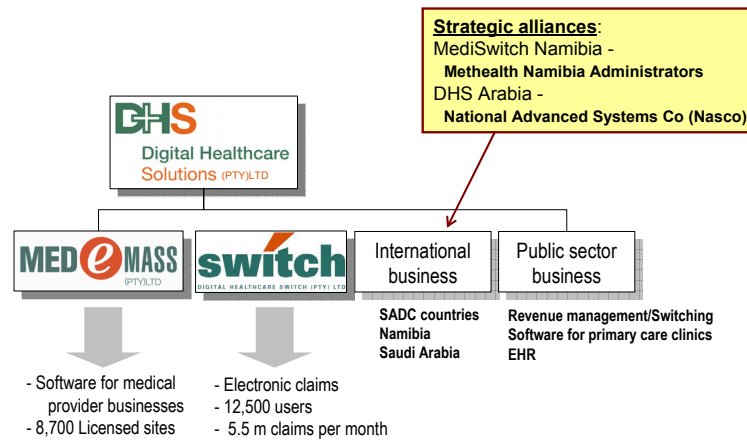 Strategic alliances:
MediSwitch Namibia -
Methealth Namibia Administrators
DHS Arabia -
National Advanced Systems Co (Nasco)
DHS
Digital Healthcare
Solutions (PTY)LTD
MEDeMASS
(PTY)LTD
switch
DIGITAL HEALTHCARE SWITCH (PTY) LTD
International
business
Public sector
business
SADC countries
Namibia
Saudi Arabia
Revenue management/Switching
Software for primary care clinics
EHR
- Software for medical
provider businesses
- 8,700 Licensed sites
- Electronic claims
- 12,500 users
- 5.5 m claims per month